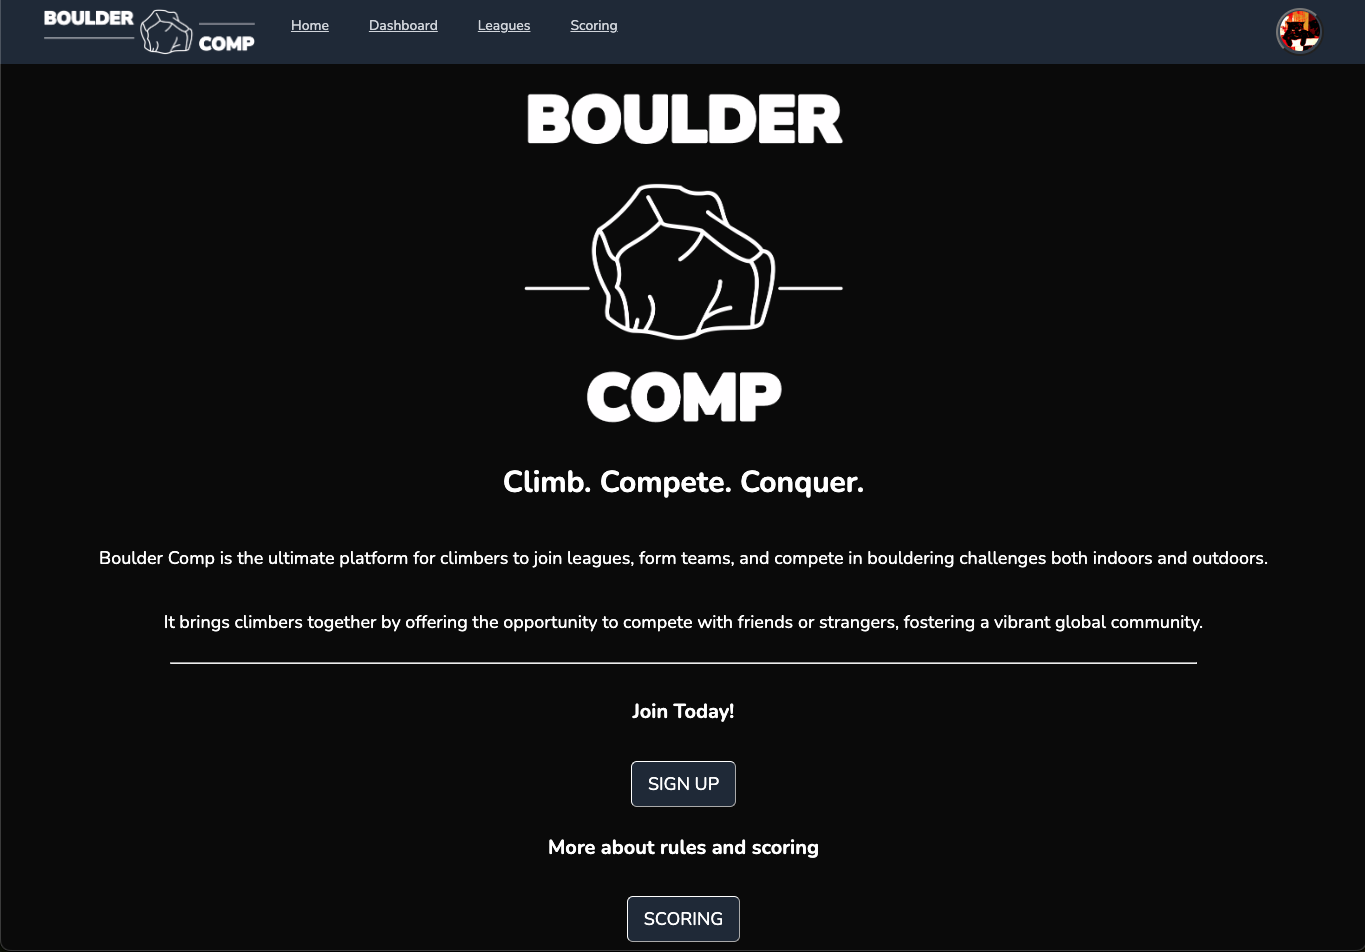 BOULDER
COMP
Home Dashboard Leagues Scoring
BOULDER
COMP
Climb. Compete. Conquer.
Boulder Comp is the ultimate platform for climbers to join leagues, form teams, and compete in bouldering challenges both indoors and outdoors.
It brings climbers together by offering the opportunity to compete with friends or strangers, fostering a vibrant global community.
Join Today!
SIGN UP
More about rules and scoring
SCORING